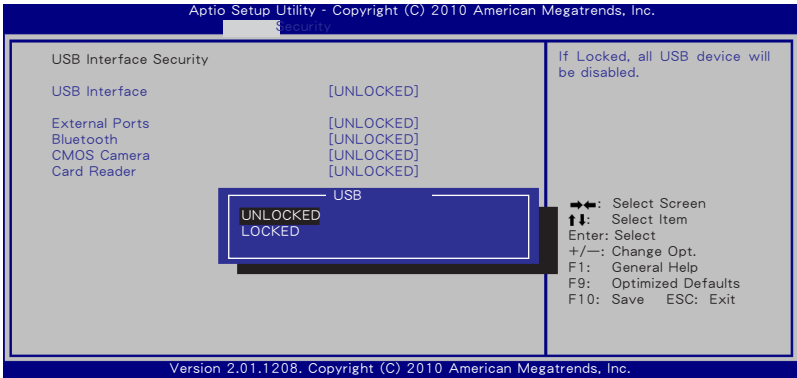 Aptio Setup Utility - Copyright (C) 2010 American Megatrends, Inc.
Security
USB Interface Security
USB Interface [UNLOCKED]
External Ports [UNLOCKED]
Bluetooth [UNLOCKED]
CMOS Camera [UNLOCKED]
Card Reader [UNLOCKED]
USB
UNLOCKED
LOCKED
If Locked, all USB device will
be disabled.
→←: Select Screen
↑↓: Select Item
Enter: Select
+/—: Change Opt.
F1: General Help
F9: Optimized Defaults
F10: Save ESC: Exit
Version 2.01.1208. Copyright (C) 2010 American Megatrends, Inc.